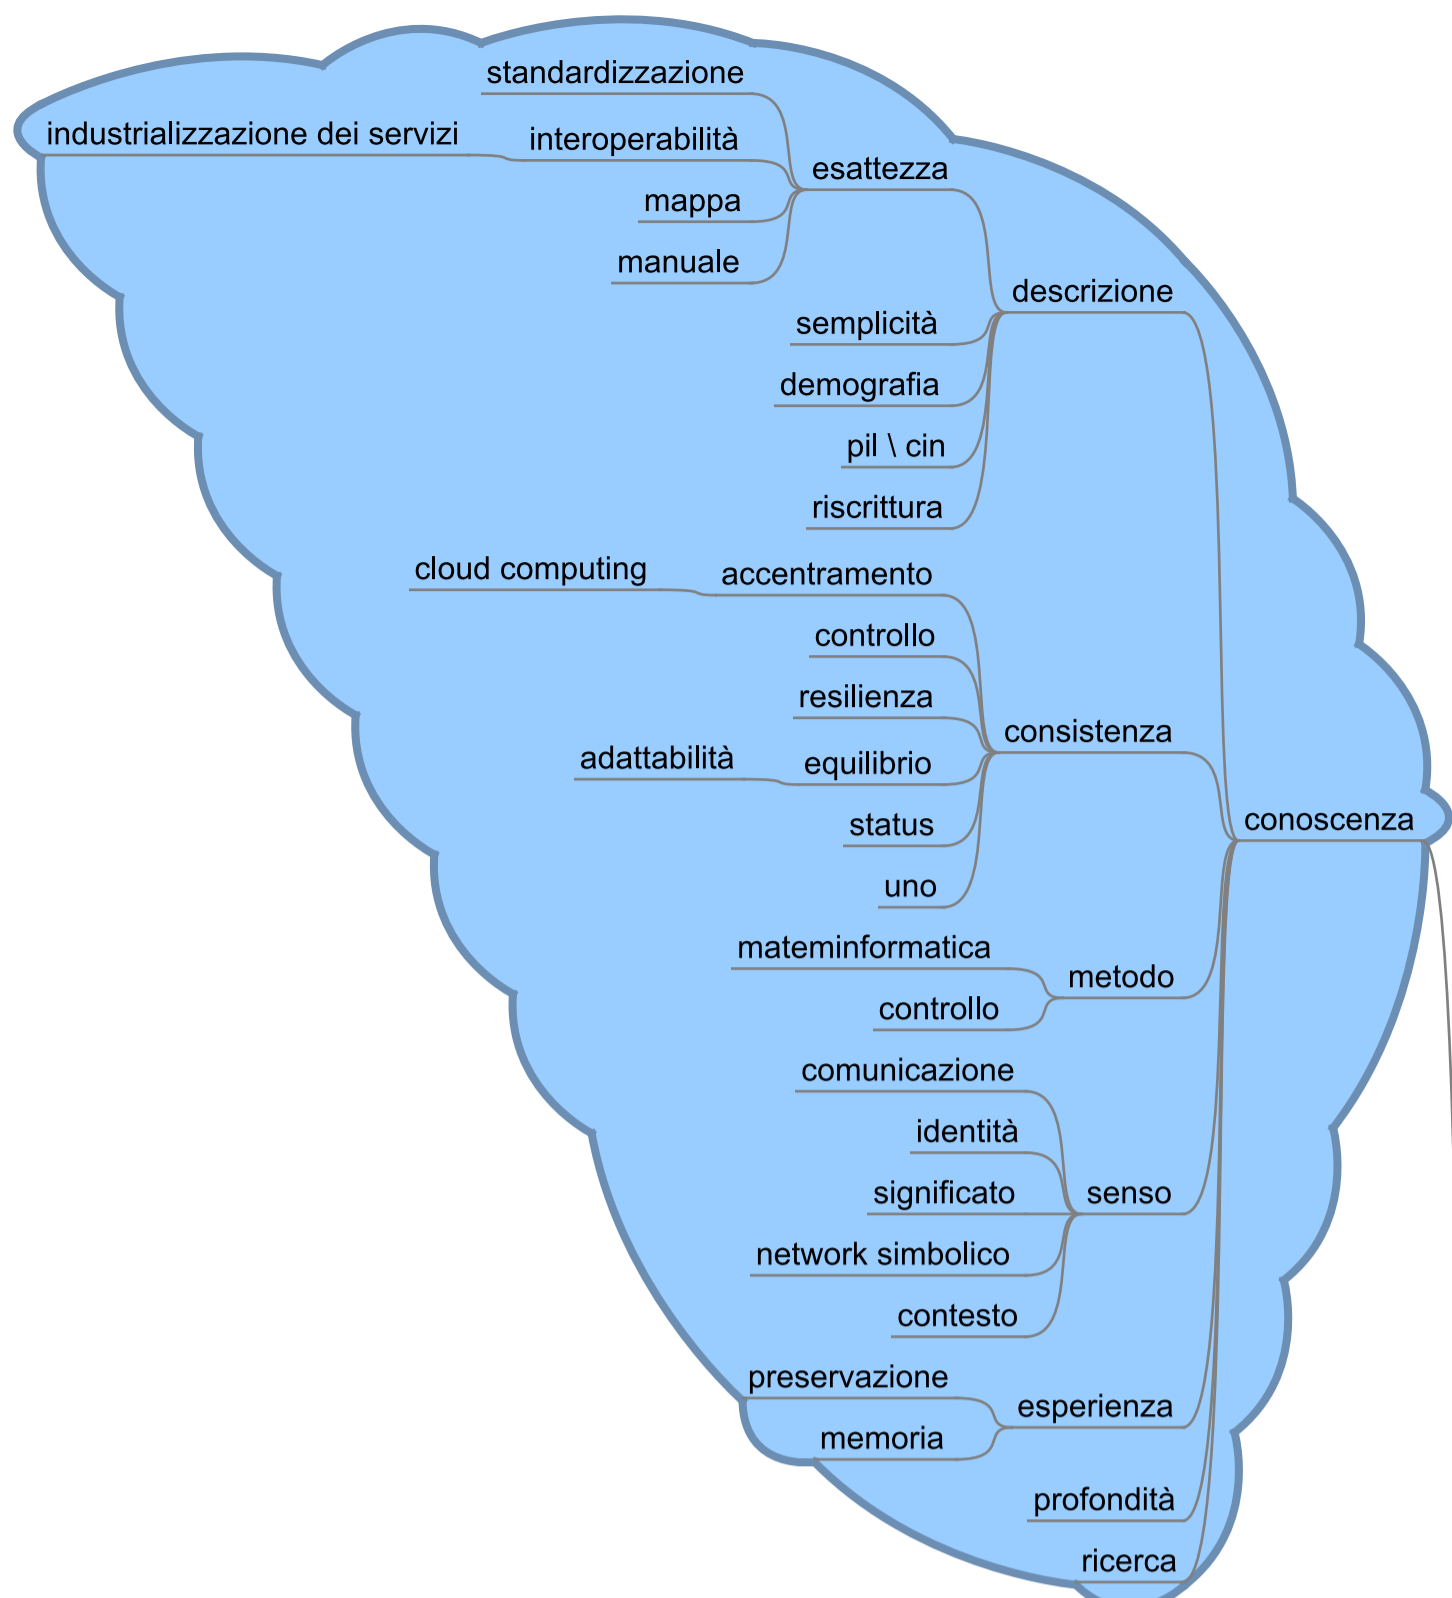 standardizzazione
industrializzazione dei servizi
interoperabilità
esattezza
mappa
manuale
descrizione
semplicità
demografia
pil \ cin
riscrittura
cloud computing
accentramento
controllo
resilienza
consistenza
adattabilità
equilibrio
status
conoscenza
uno
mateminformatica
metodo
controllo
comunicazione
identità
significato
senso
network simbolico
contesto
preservazione
esperienza
memoria
profondità
ricerca